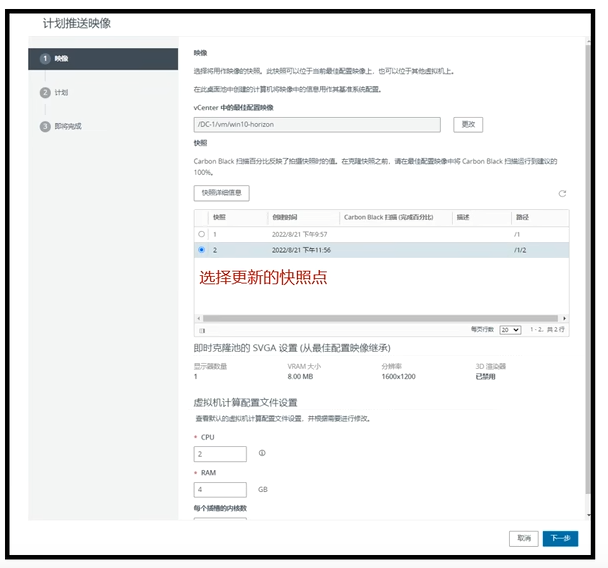 计划推送映像
1 映像
2 计划
3 即将完成
映像
选择将用作映像的快照。此快照可以位于当前最佳配置映像上，也可以位于其他虚拟机上。
在此桌面池中创建的计算机将映像中的信息用作其基准系统配置。
vCenter 中的最佳配置映像
/DC-1/vm/win10-horizon 更改
快照
Carbon Black 扫描百分比反映了拍摄快照时的值。在克隆快照之前，请在最佳配置映像中将 Carbon Black 扫描运行到建议的
100%。
快照详细信息
快照 创建时间 Carbon Black 扫描 (完成百分比) 描述 路径
1 2022/8/21 下午9:57 /1
2 2022/8/21 下午11:56 /1/2
选择更新的快照点
每页行数 20 1 - 2，共 2 行
即时克隆池的 SVGA 设置 (从最佳配置映像继承)
显示器数量 VRAM 大小 分辨率 3D 渲染器
1 8.00 MB 1600x1200 已禁用
虚拟机计算配置文件设置
查看默认的虚拟机计算配置文件设置，并根据需要进行修改。
* CPU
2
* RAM
4 GB
每个插槽的内核数
取消 下一步